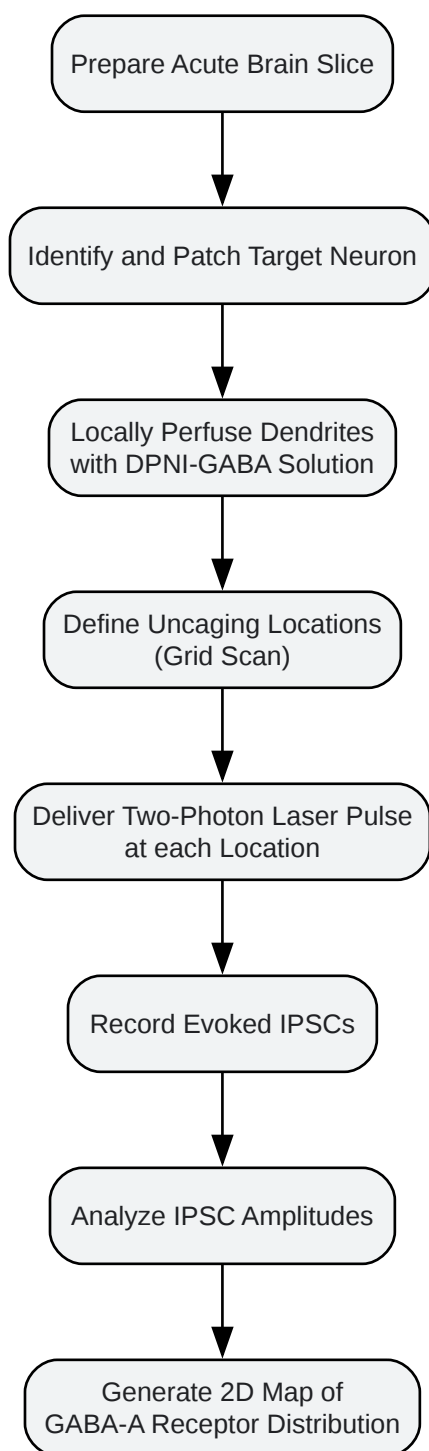 Prepare Acute Brain Slice
Identify and Patch Target Neuron
Locally Perfuse Dendrites
with DPNI-GABA Solution
Define Uncaging Locations
(Grid Scan)
Deliver Two-Photon Laser Pulse
at each Location
Record Evoked IPSCs
Analyze IPSC Amplitudes
Generate 2D Map of
GABA-A Receptor Distribution